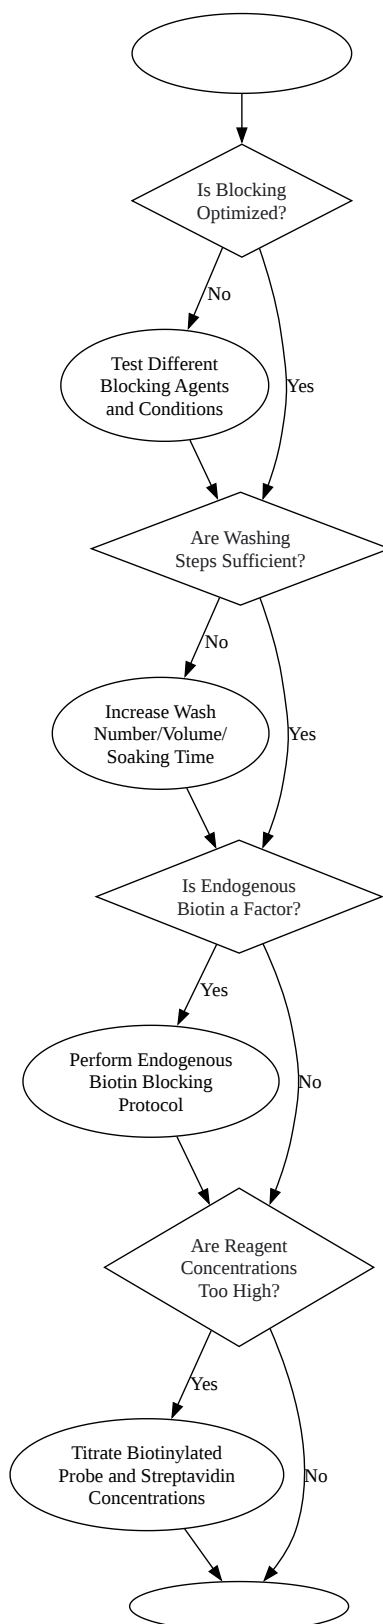 Is Blocking
Optimized?
No
Test Different
Blocking Agents
and Conditions
Yes
Are Washing
Steps Sufficient?
No
Increase Wash
Number/Volume/
Soaking Time
Yes
Is Endogenous
Biotin a Factor?
Yes
Perform Endogenous
Biotin Blocking
Protocol
No
Are Reagent
Concentrations
Too High?
Yes
Titrate Biotinylated
Probe and Streptavidin
Concentrations
No